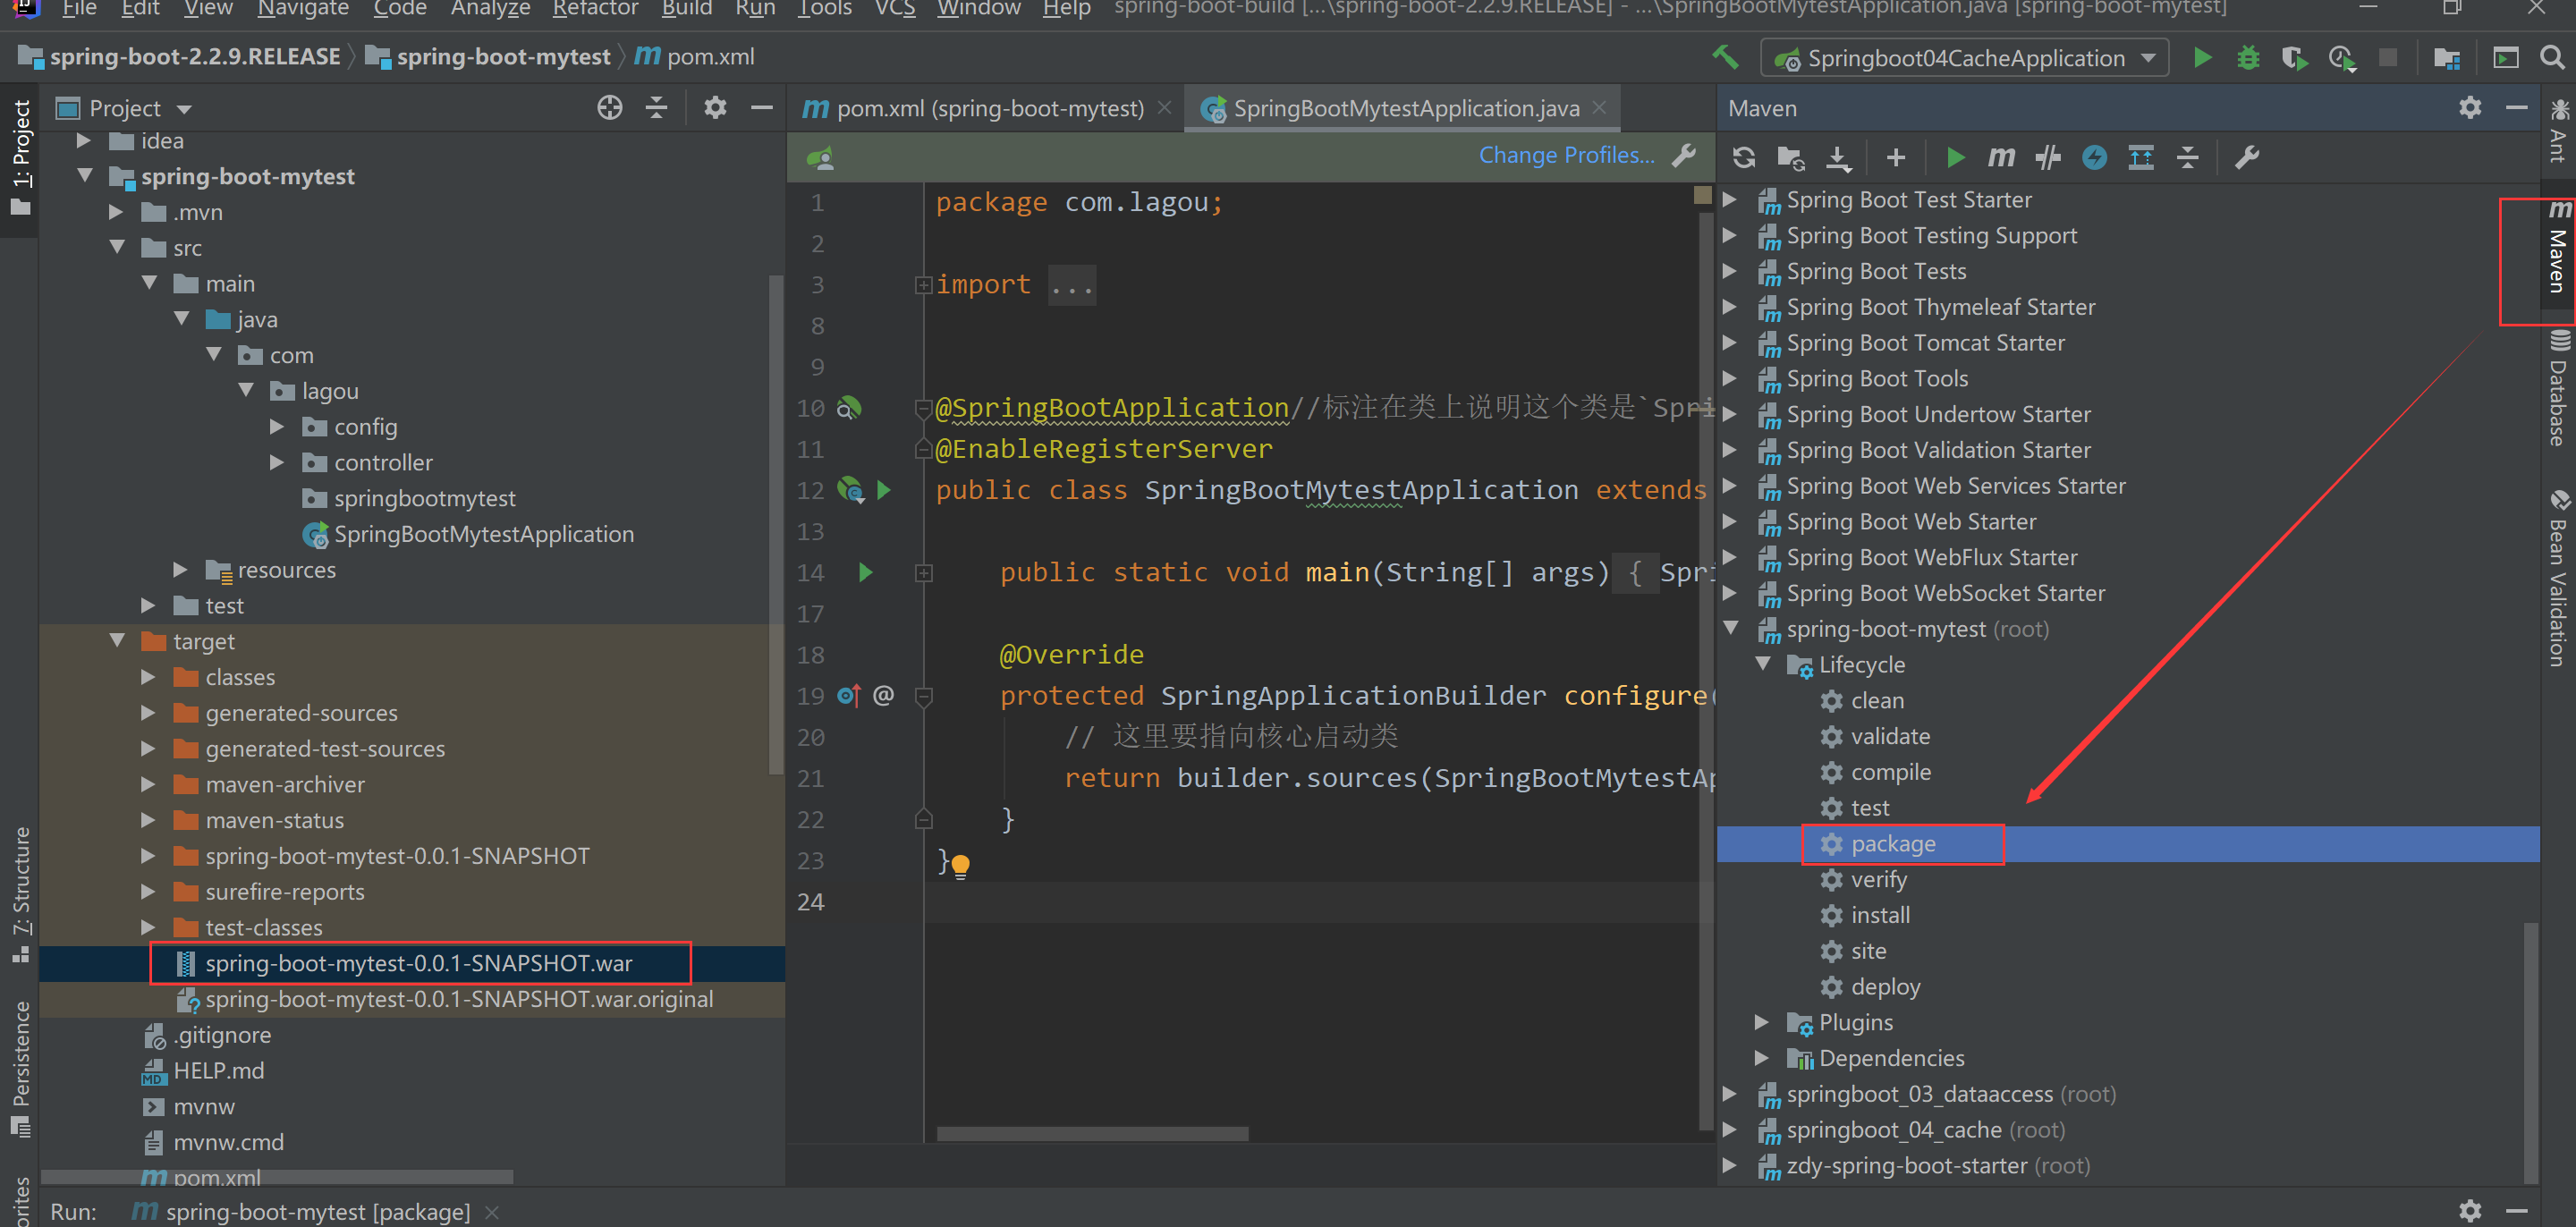 File Edit View Navigate Code Analyze Refactor Build Run Tools VCS Window Help spring-boot-build [...\spring-boot-2.2.9.RELEASE] - ...\SpringBootMytestApplication.java [spring-boot-mytest]
spring-boot-2.2.9.RELEASE spring-boot-mytest pom.xml
Springboot04CacheApplication
1: Project
7: Structure
Persistence
Project
idea
spring-boot-mytest
.mvn
src
main
java
com
lagou
config
controller
springbootmytest
SpringBootMytestApplication
resources
test
target
classes
generated-sources
generated-test-sources
maven-archiver
maven-status
spring-boot-mytest-0.0.1-SNAPSHOT
surefire-reports
test-classes
spring-boot-mytest-0.0.1-SNAPSHOT.war
spring-boot-mytest-0.0.1-SNAPSHOT.war.original
.gitignore
HELP.md
mvnw
mvnw.cmd
pom.xml
pom.xml (spring-boot-mytest) SpringBootMytestApplication.java
Change Profiles...
1 package com.lagou;
2
3 import ...
8
9
10 @SpringBootApplication//标注在类上说明这个类是`Spri
11 @EnableRegisterServer
12 public class SpringBootMytestApplication extends
13
14 public static void main(String[] args) { Spri
17
18 @Override
19 protected SpringApplicationBuilder configure(
20 // 这里要指向核心启动类
21 return builder.sources(SpringBootMytestAp
22 }
23 }
24
Maven
Spring Boot Test Starter
Spring Boot Testing Support
Spring Boot Tests
Spring Boot Thymeleaf Starter
Spring Boot Tomcat Starter
Spring Boot Tools
Spring Boot Undertow Starter
Spring Boot Validation Starter
Spring Boot Web Services Starter
Spring Boot Web Starter
Spring Boot WebFlux Starter
Spring Boot WebSocket Starter
spring-boot-mytest (root)
Lifecycle
clean
validate
compile
test
package
verify
install
site
deploy
Plugins
Dependencies
springboot_03_dataaccess (root)
springboot_04_cache (root)
zdy-spring-boot-starter (root)
Ant
Maven
Database
Bean Validation
Run: spring-boot-mytest [package]